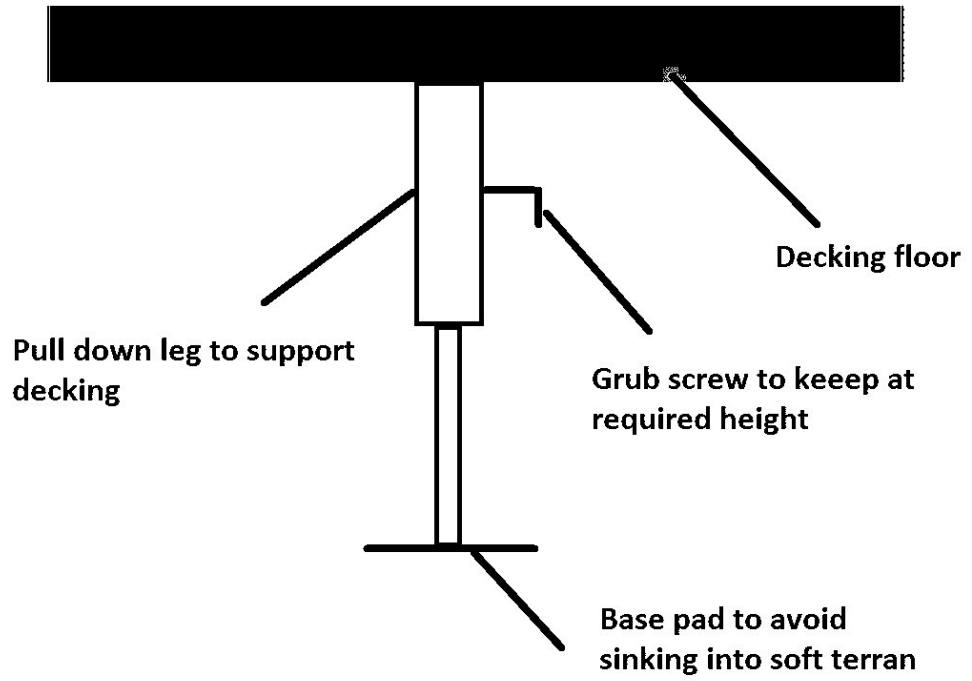 Decking floor
Pull down leg to support
decking
Grub screw to keeep at
required height
Base pad to avoid
sinking into soft terran